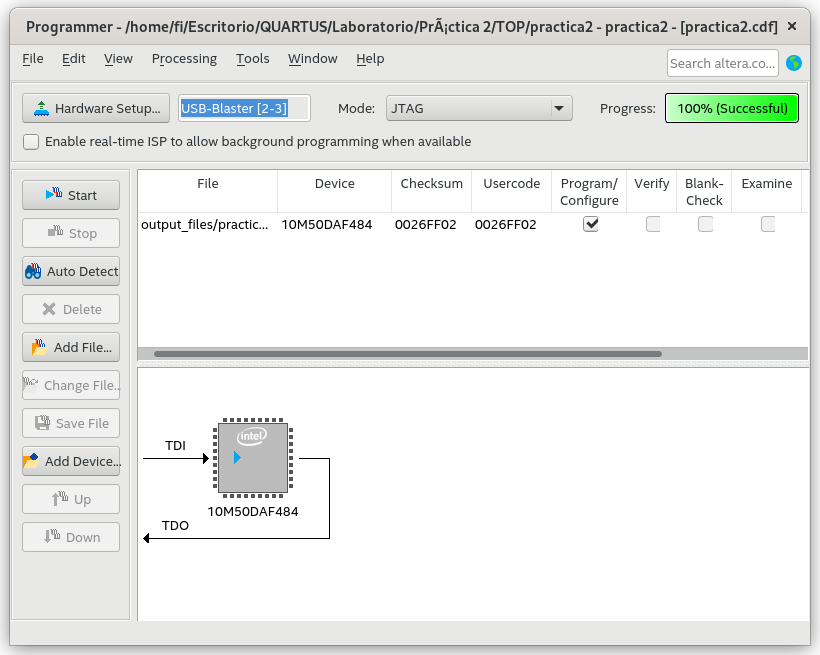 Programmer - /home/fi/Escritorio/QUARTUS/Laboratorio/PrÃ¡ctica 2/TOP/practica2 - practica2 - [practica2.cdf]
File Edit View Processing Tools Window Help
Search altera.co...
Hardware Setup... USB-Blaster [2-3] Mode: JTAG Progress: 100% (Successful)
Enable real-time ISP to allow background programming when available
Start
Stop
Auto Detect
Delete
Add File...
Change File..
Save File
Add Device...
Up
Down
File Device Checksum Usercode Program/ Verify Blank- Examine
Configure Check
output_files/practic... 10M50DAF484 0026FF02 0026FF02
TDI
intel
10M50DAF484
TDO